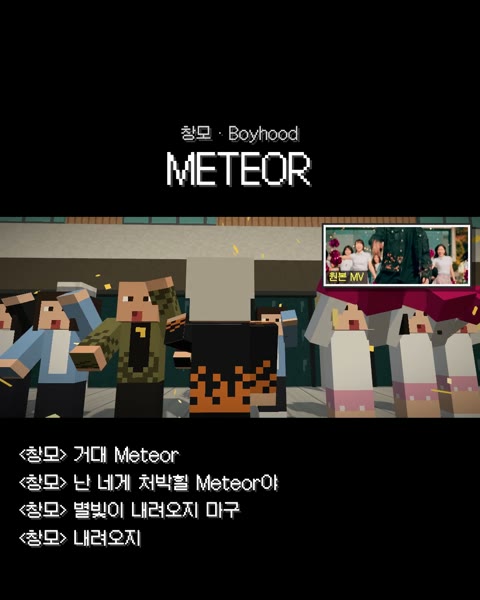 창모 · Boyhood
METEOR
원본 MV
<창모> 거대 Meteor
<창모> 난 네게 처박힐 Meteor야
<창모> 별빛이 내려오지 마구
<창모> 내려오지